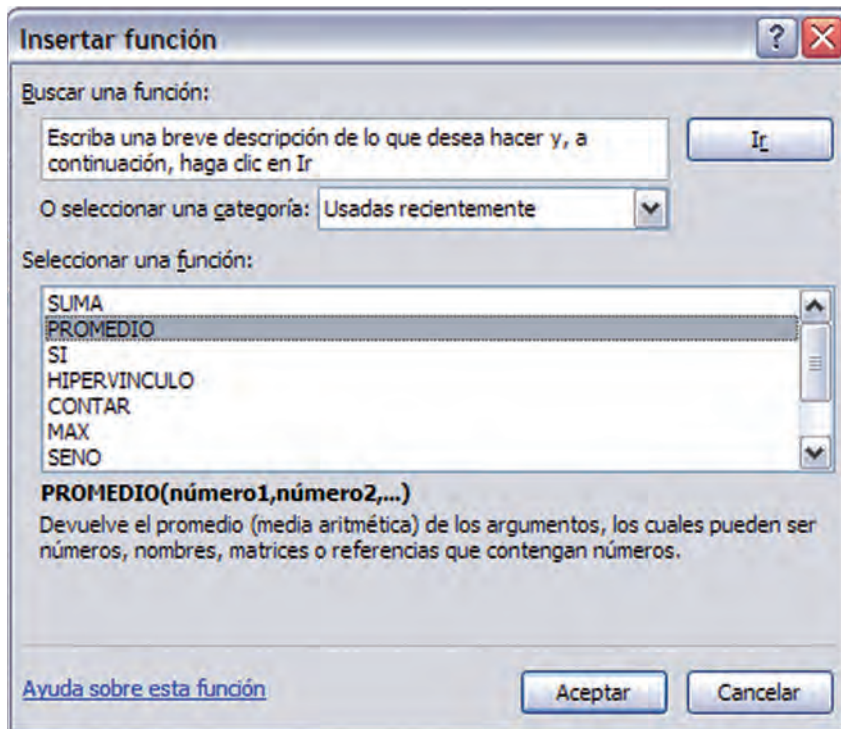 Insertar función
?
Buscar una función:
Escriba una breve descripción de lo que desea hacer y, a
continuación, haga clic en Ir
Ir
O seleccionar una categoría: Usadas recientemente
Seleccionar una función:
SUMA
PROMEDIO
SI
HIPERVINCULO
CONTAR
MAX
SENO
PROMEDIO(número1,número2,...)
Devuelve el promedio (media aritmética) de los argumentos, los cuales pueden ser
números, nombres, matrices o referencias que contengan números.
Ayuda sobre esta función
Aceptar
Cancelar